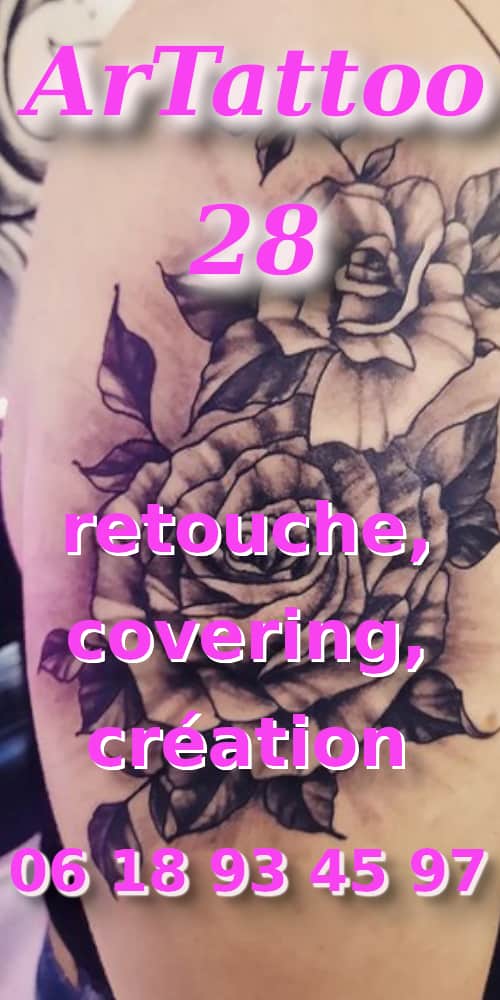 ArTattoo
28
retouche,
covering,
création
06 18 93 45 97